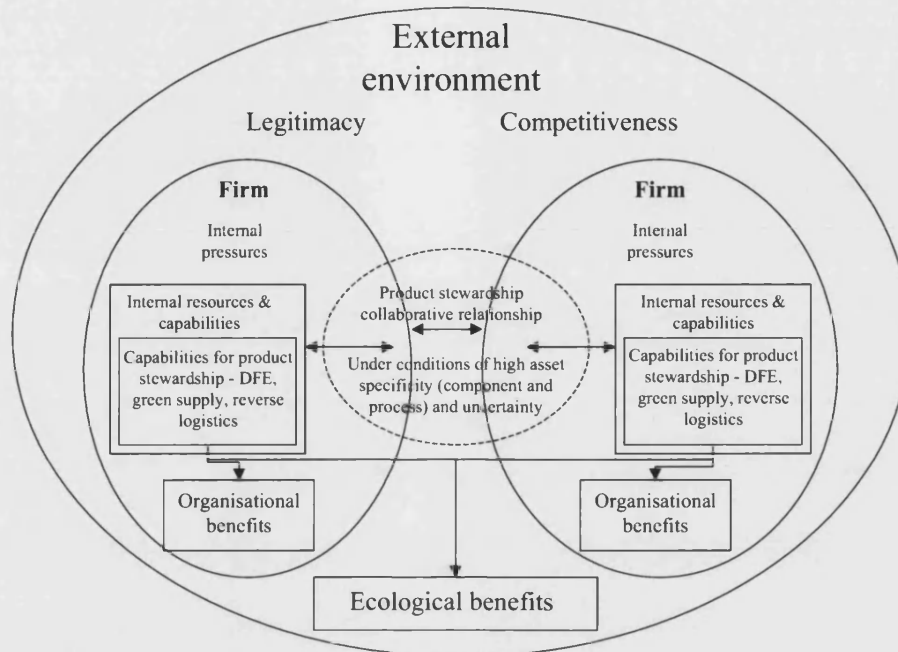 External
environment
Legitimacy
Competitiveness
Firm
Internal
pressures
Internal resources &
capabilities
Capabilities for product
stewardship - DFE,
green supply, reverse
logistics
Organisational
benefits
Product stewardship
collaborative relationship
Under conditions of high asset
specificity (component and
process) and uncertainty
Firm
Internal
pressures
Internal resources &
capabilities
Capabilities for product
stewardship - DFE,
green supply, reverse
logistics
Organisational
benefits
Ecological benefits